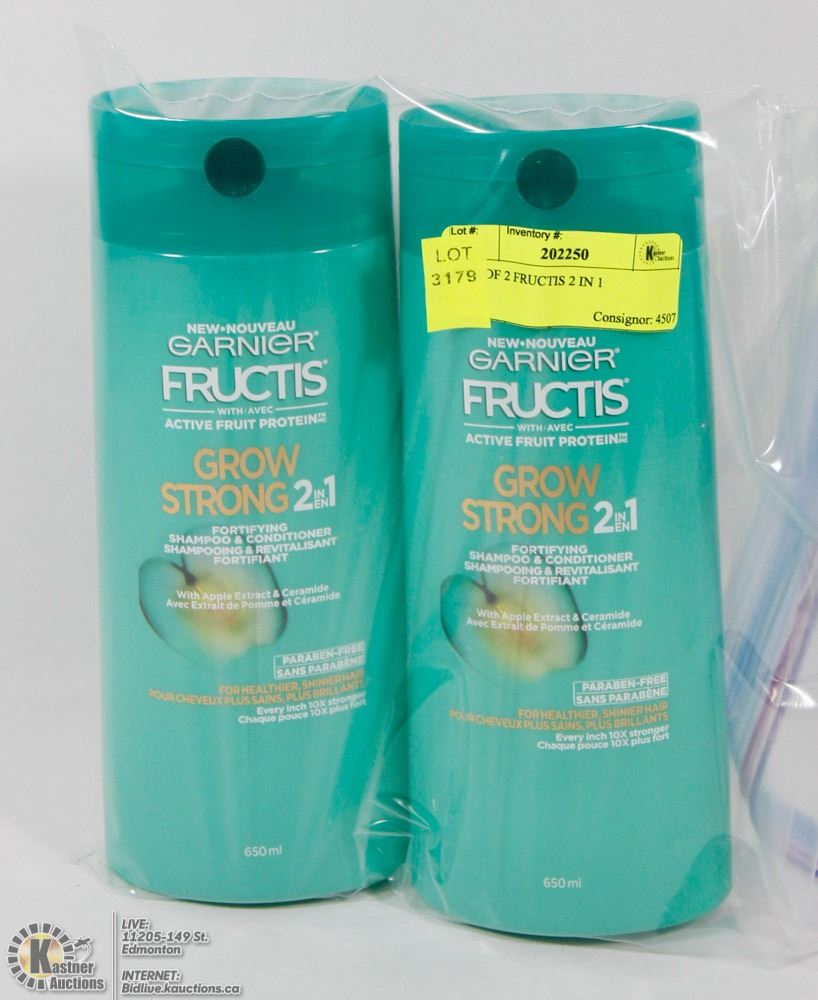 Lot #:
Inventory #:
202250
Kastner
Auctions
LOT
3179
OF 2 FRUCTIS 2 IN 1
Consignor: 4507
NEW•NOUVEAU
GARNIER
FRUCTIS
WITH/AVEC
ACTIVE FRUIT PROTEIN™ MC
GROW
STRONG 2 IN EN 1
FORTIFYING
SHAMPOO & CONDITIONER
SHAMPOOING & REVITALISANT
FORTIFIANT
With Apple Extract & Ceramide
Avec Extrait de Pomme et Céramide
PARABEN-FREE
SANS PARABÈNE
FOR HEALTHIER, SHINIER HAIR
POUR CHEVEUX PLUS SAINS, PLUS BRILLANTS
Every inch 10X stronger
Chaque pouce 10X plus fort
650 ml
NEW•NOUVEAU
GARNIER
FRUCTIS
WITH/AVEC
ACTIVE FRUIT PROTEIN™ MC
GROW
STRONG 2 IN EN 1
FORTIFYING
SHAMPOO & CONDITIONER
SHAMPOOING & REVITALISANT
FORTIFIANT
With Apple Extract & Ceramide
Avec Extrait de Pomme et Céramide
PARABEN-FREE
SANS PARABÈNE
FOR HEALTHIER, SHINIER HAIR
POUR CHEVEUX PLUS SAINS, PLUS BRILLANTS
Every inch 10X stronger
Chaque pouce 10X plus fort
650 ml
Kastner
Auctions
LIVE:
11205-149 St.
Edmonton
INTERNET:
Bidlive.kauctions.ca